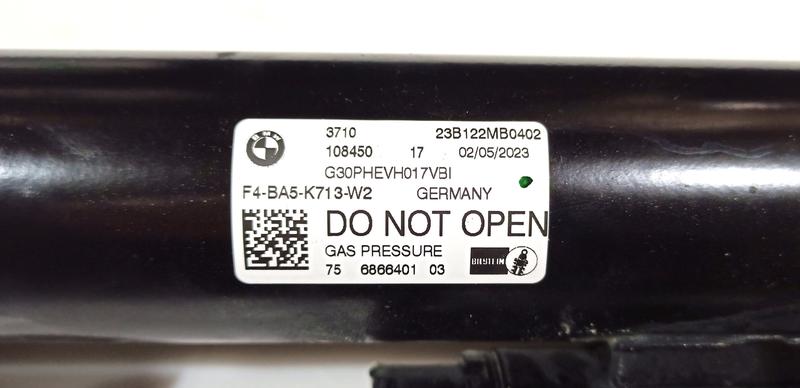 BMW
3710 23B122MB0402
108450 17 02/05/2023
G30PHEVH017VBI
F4-BA5-K713-W2 GERMANY
DO NOT OPEN
GAS PRESSURE
75 6866401 03
BILSTEIN